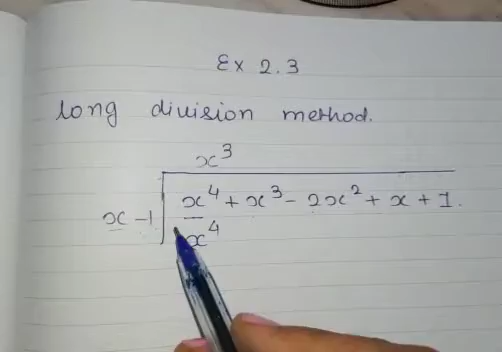 Ex 2.3
long division method.
x³
x - 1 x⁴ + x³ - 2x² + x + 1.
x⁴